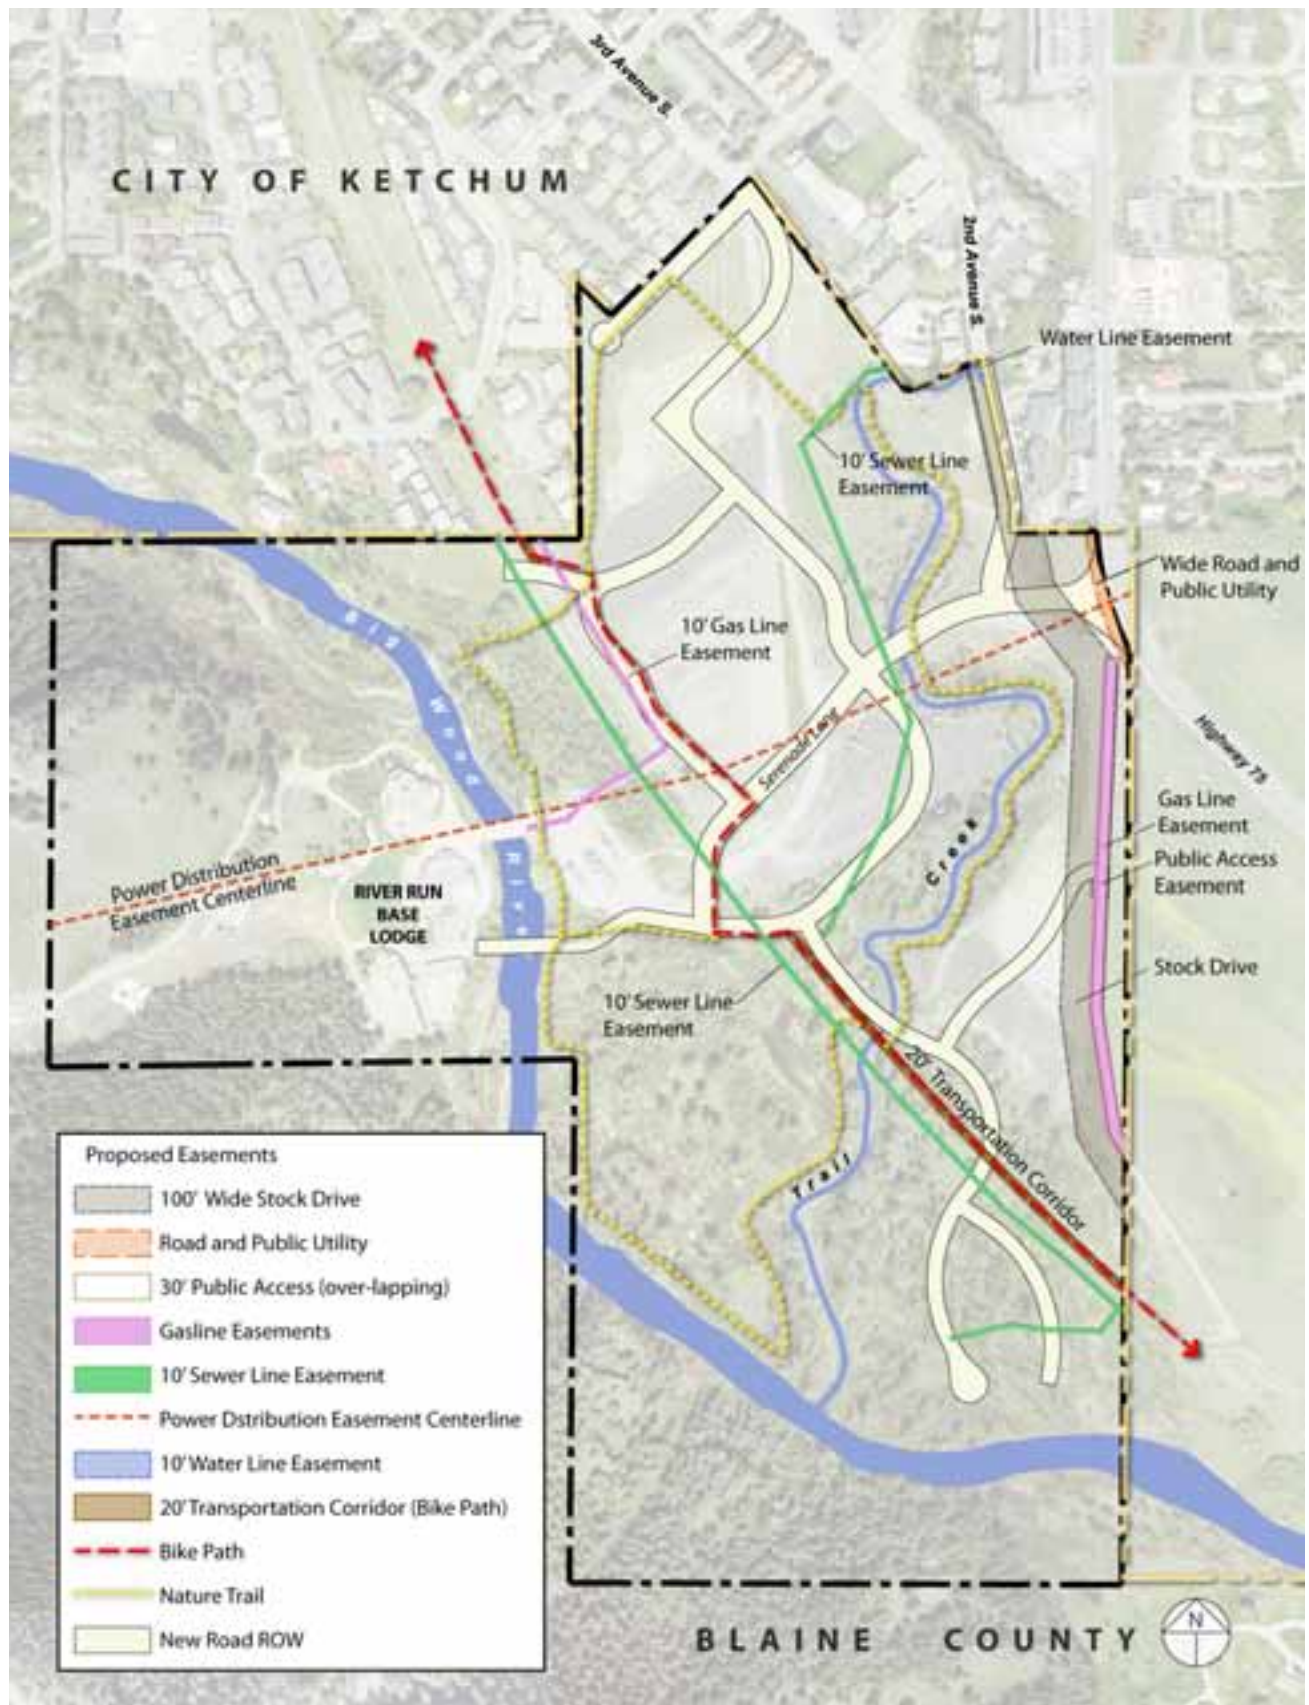 3rd Avenue S.
CITY OF KETCHUM
2nd Avenue S.
Water Line Easement
10' Sewer Line
Easement
Wide Road and
Public Utility
Big Wood River
10' Gas Line
Easement
Serenade Lane
Highway 75
Gas Line
Easement
Creek
Public Access
Easement
Power Distribution
Easement Centerline
RIVER RUN
BASE
LODGE
Stock Drive
10' Sewer Line
Easement
20' Transportation Corridor
Trail
Proposed Easements
100' Wide Stock Drive
Road and Public Utility
30' Public Access (over-lapping)
Gasline Easements
10' Sewer Line Easement
Power Dstribution Easement Centerline
10' Water Line Easement
20' Transportation Corridor (Bike Path)
Bike Path
Nature Trail
New Road ROW
BLAINE COUNTY
N